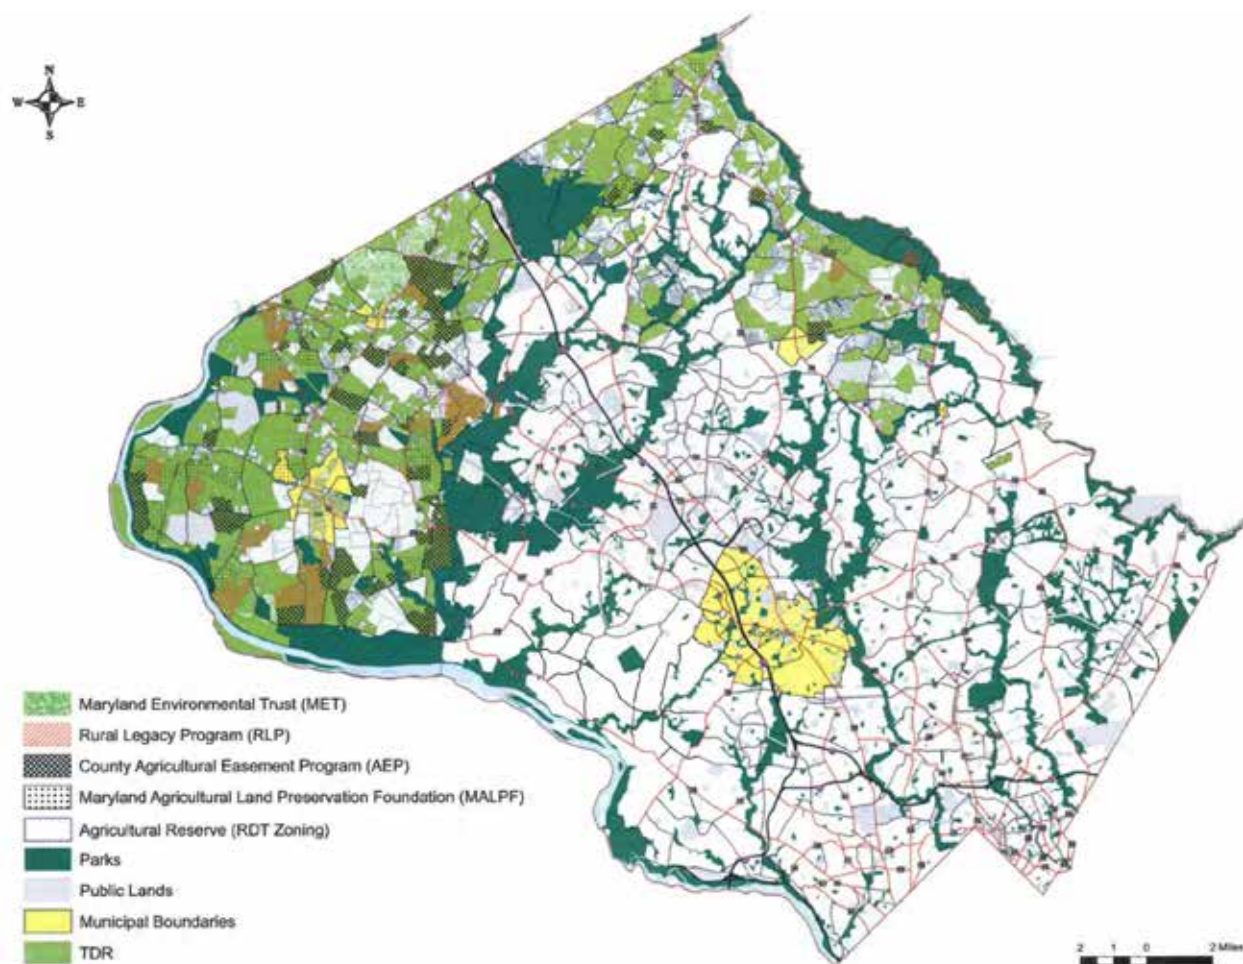 N
W E
S
Maryland Environmental Trust (MET)
Rural Legacy Program (RLP)
County Agricultural Easement Program (AEP)
Maryland Agricultural Land Preservation Foundation (MALPF)
Agricultural Reserve (RDT Zoning)
Parks
Public Lands
Municipal Boundaries
TDR
2 1 0 2 Miles